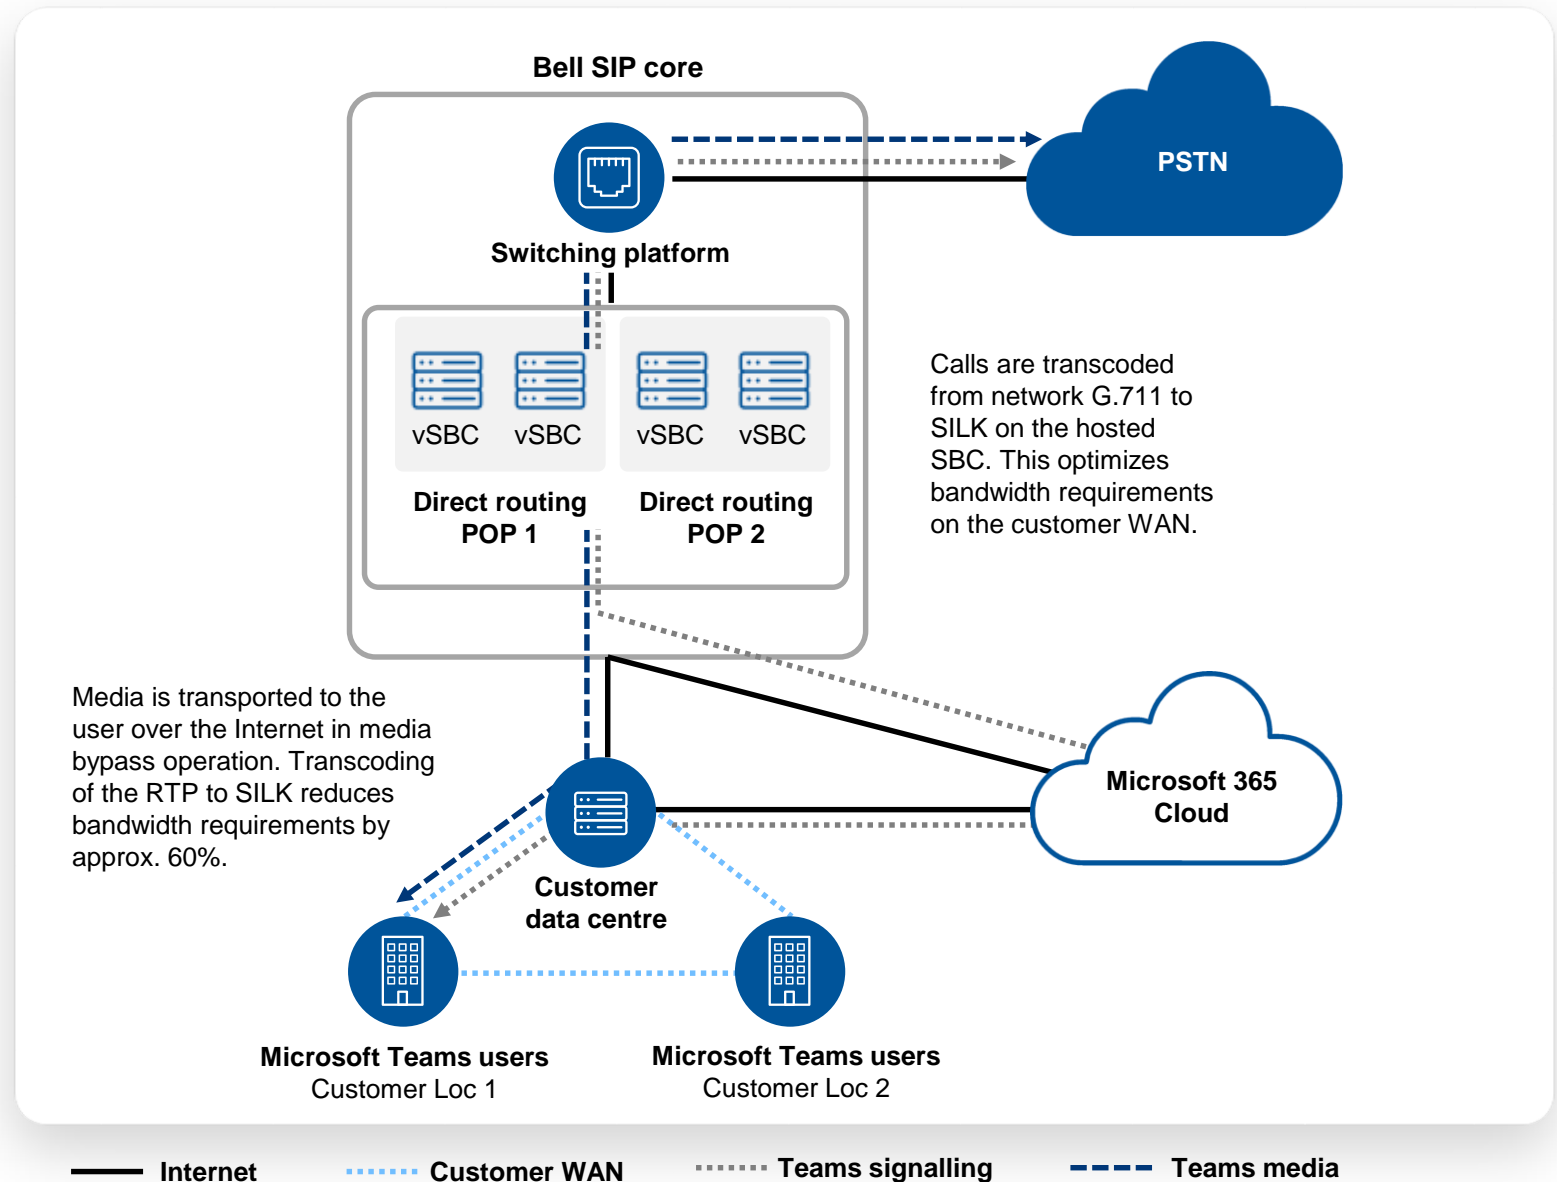 Bell SIP core
PSTN
Switching platform
vSBC
vSBC
vSBC
vSBC
Direct routing
POP 1
Direct routing
POP 2
Calls are transcoded
from network G.711 to
SILK on the hosted
SBC. This optimizes
bandwidth requirements
on the customer WAN.
Media is transported to the
user over the Internet in media
bypass operation. Transcoding
of the RTP to SILK reduces
bandwidth requirements by
approx. 60%.
Microsoft 365
Cloud
Customer
data centre
Microsoft Teams users
Customer Loc 1
Microsoft Teams users
Customer Loc 2
Internet
Customer WAN
Teams signalling
Teams media